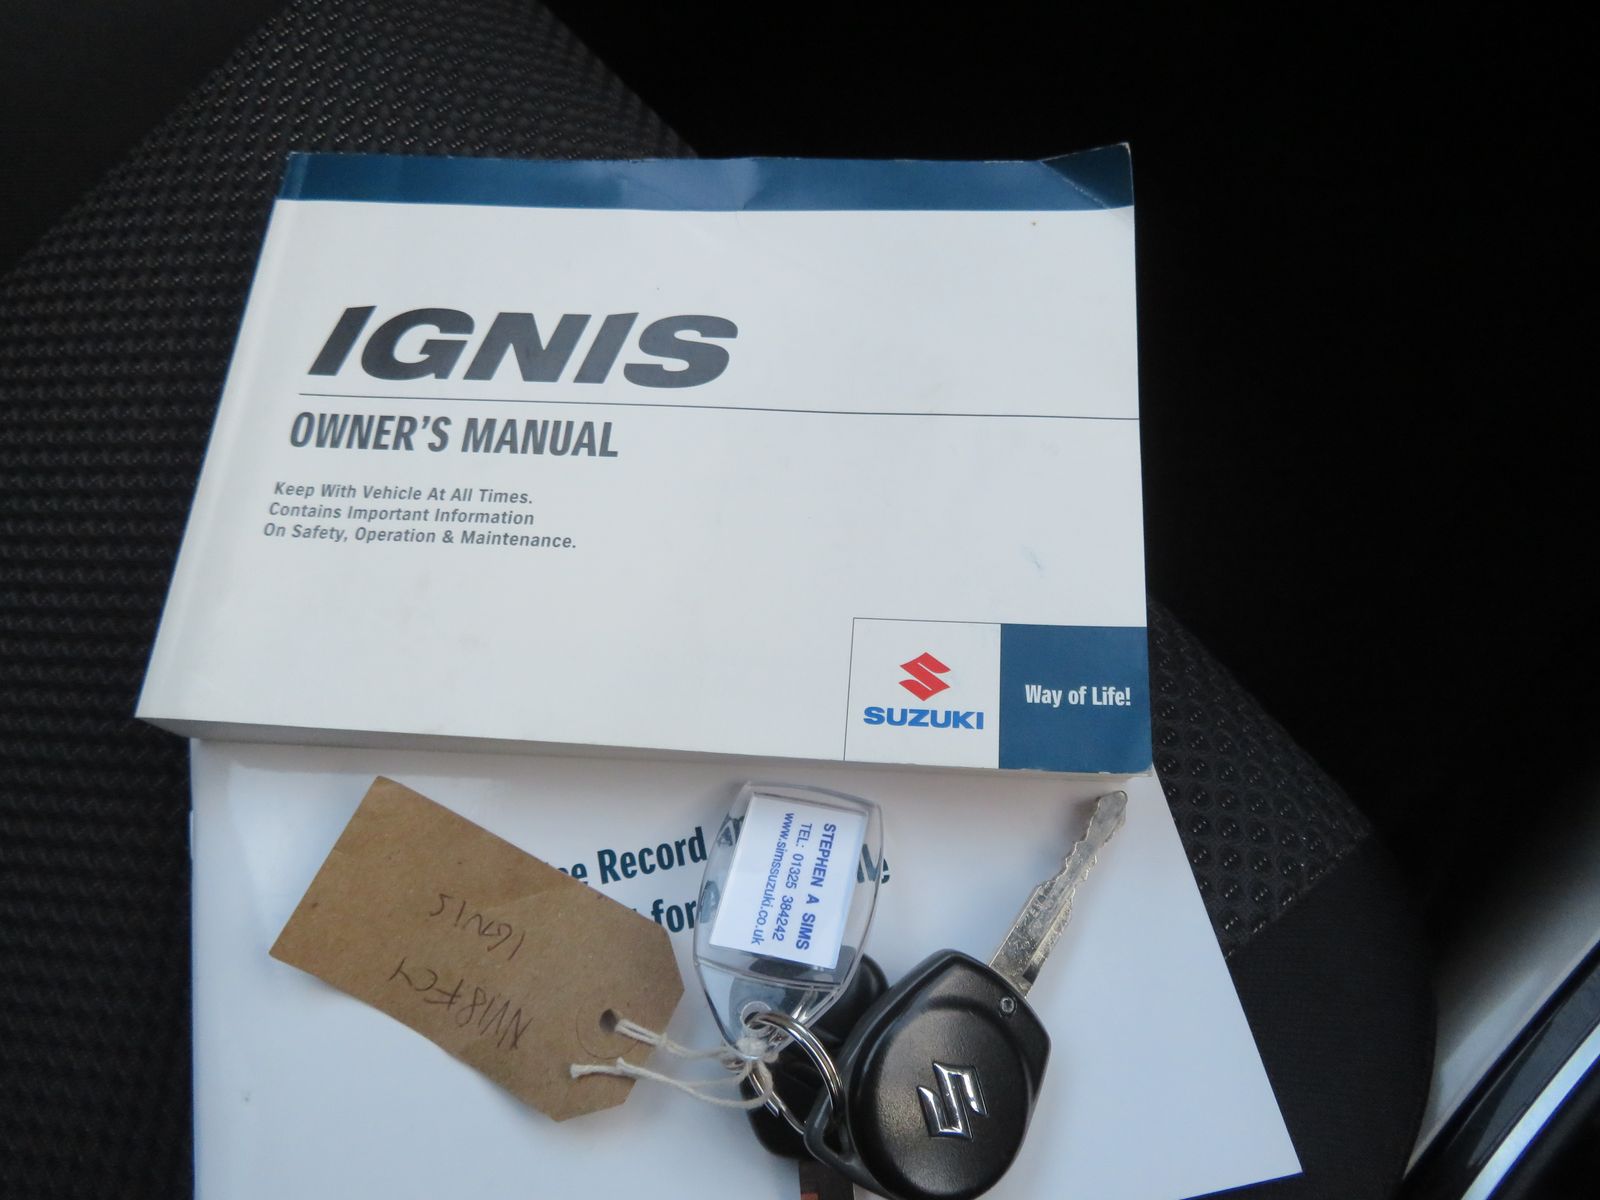 IGNIS
OWNER'S MANUAL
Keep With Vehicle At All Times.
Contains Important Information
On Safety, Operation & Maintenance.
SUZUKI
Way of Life!
Record
for
STEPHEN A SIMS
TEL: 01325 384242
www.simssuzuki.co.uk
NV18FCY
IGNIS